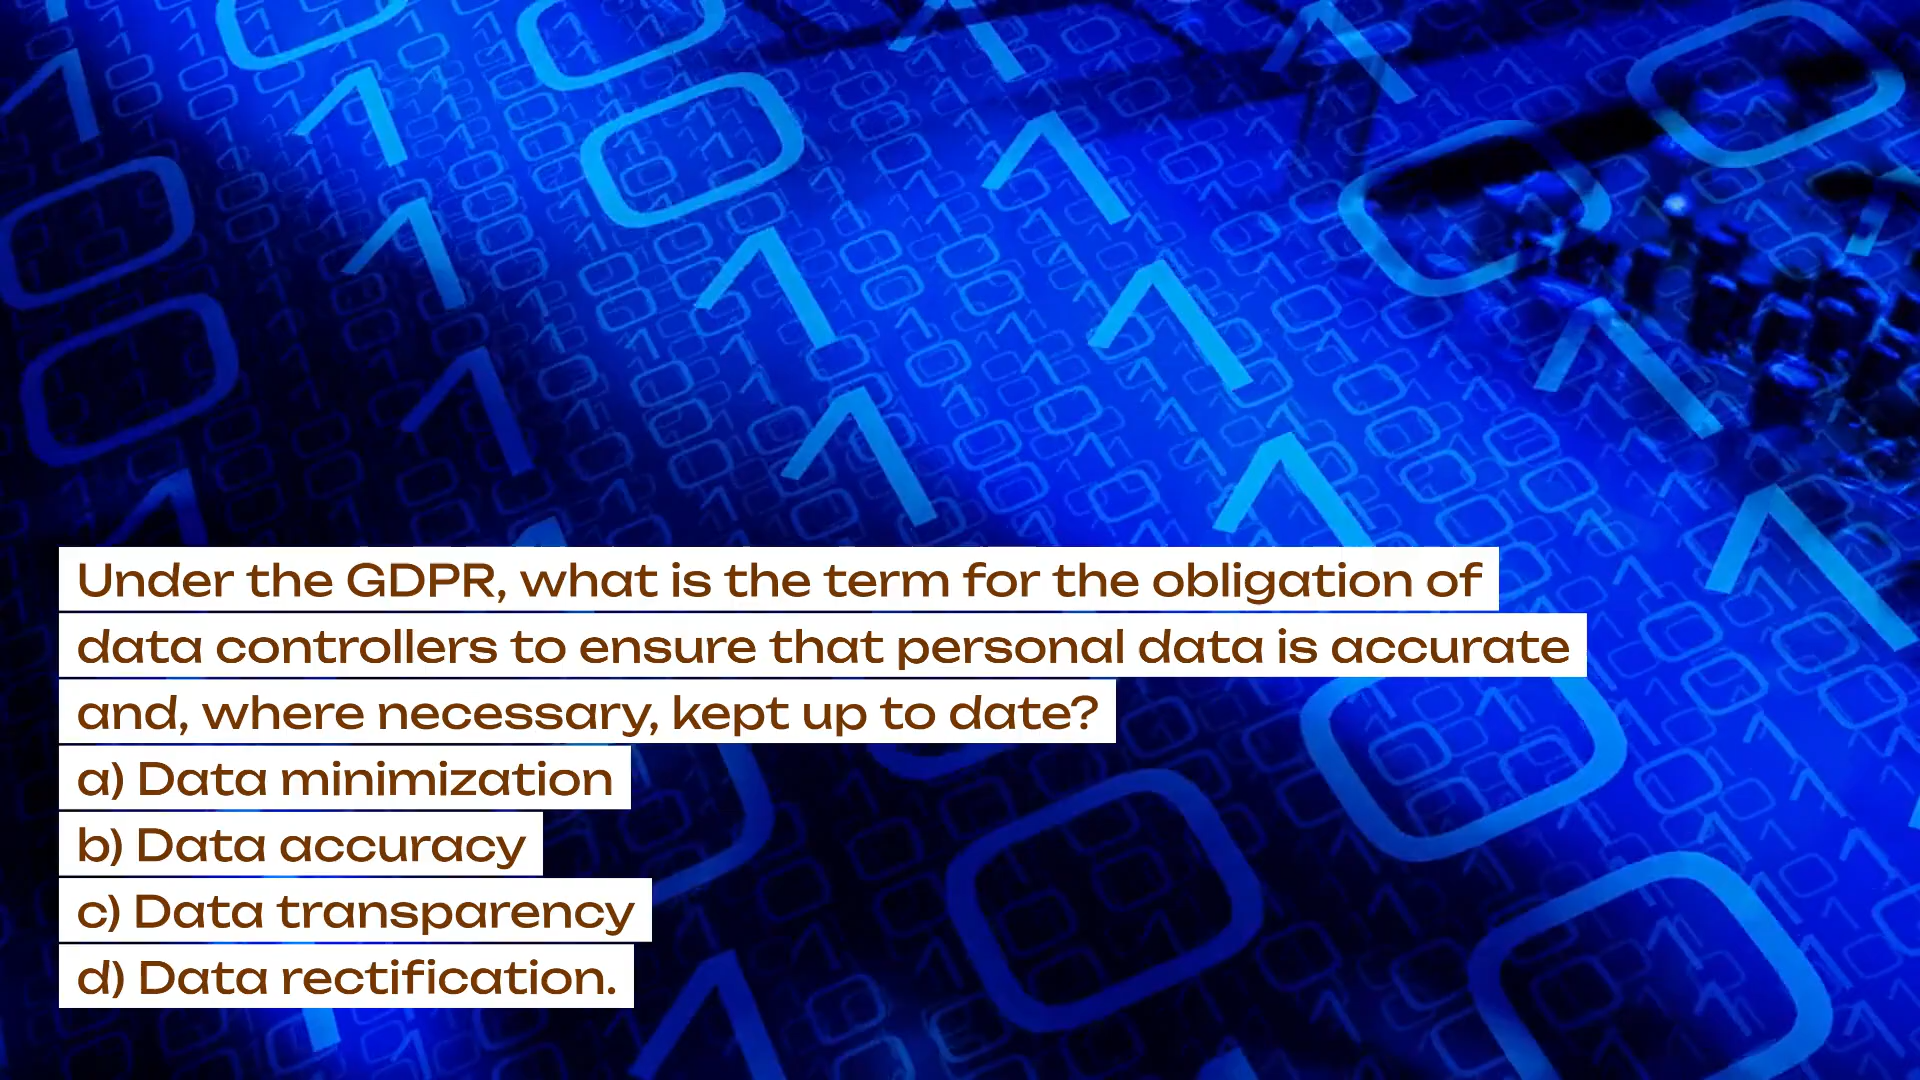 Under the GDPR, what is the term for the obligation of
data controllers to ensure that personal data is accurate
and, where necessary, kept up to date?
a) Data minimization
b) Data accuracy
c) Data transparency
d) Data rectification.